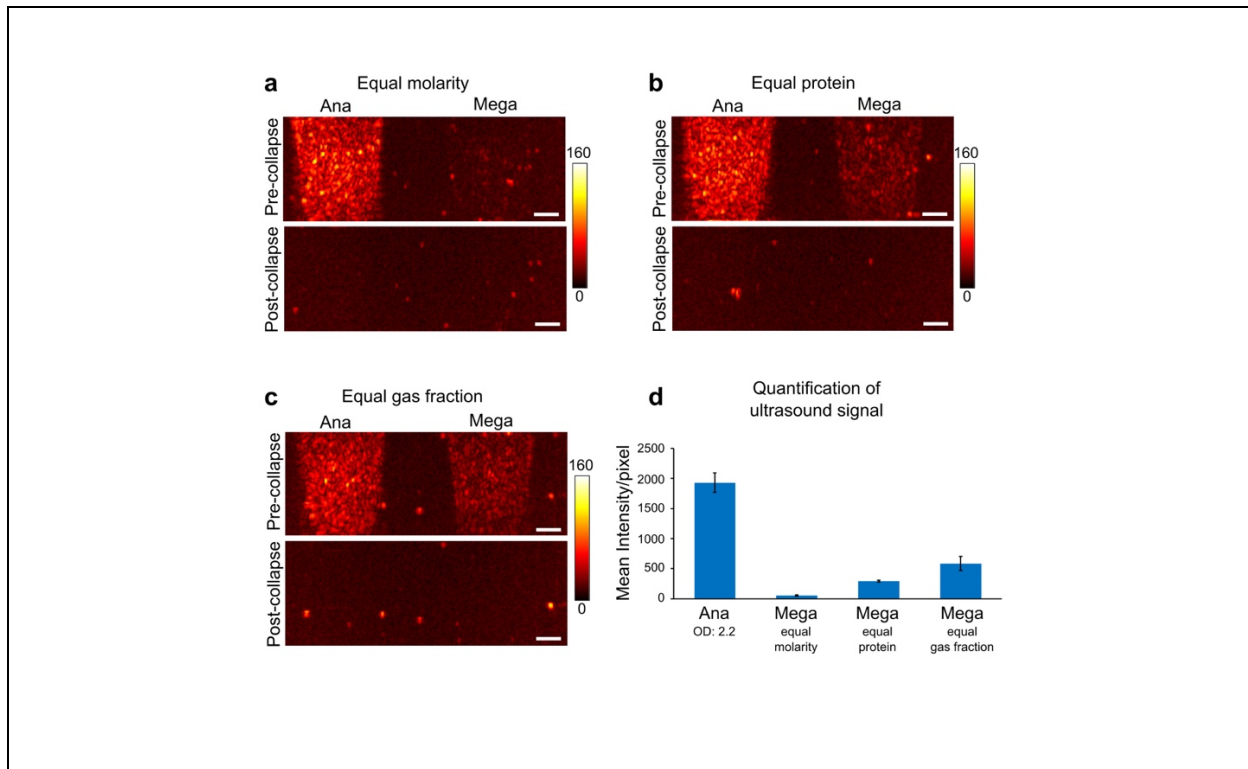 a
Equal molarity
Ana
Mega
Pre-collapse
Post-collapse
160
0
b
Equal protein
Ana
Mega
Pre-collapse
Post-collapse
160
0
c
Equal gas fraction
Ana
Mega
Pre-collapse
Post-collapse
160
0
d
Quantification of
ultrasound signal
Mean Intensity/pixel
2500
2000
1500
1000
500
0
Ana
OD: 2.2
Mega
equal
molarity
Mega
equal
protein
Mega
equal
gas fraction